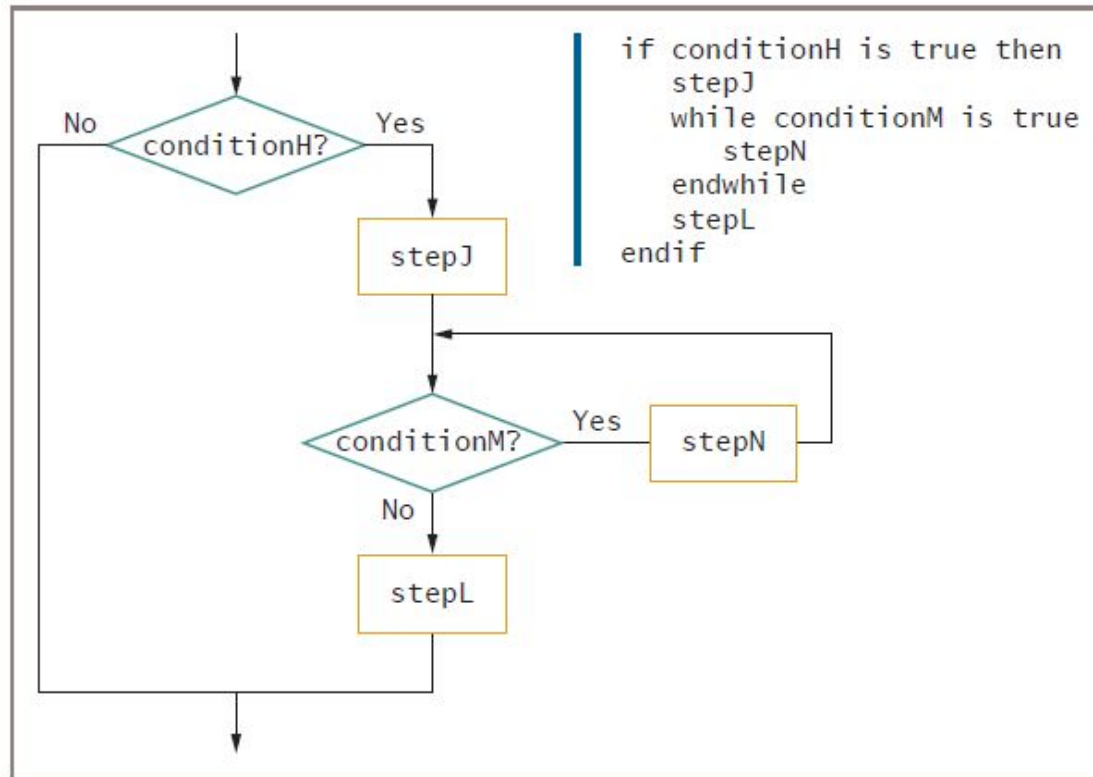 if conditionH is true then
   stepJ
   while conditionM is true
      stepN
   endwhile
   stepL
endif
No
Yes
conditionH?
stepJ
conditionM?
Yes
stepN
No
stepL